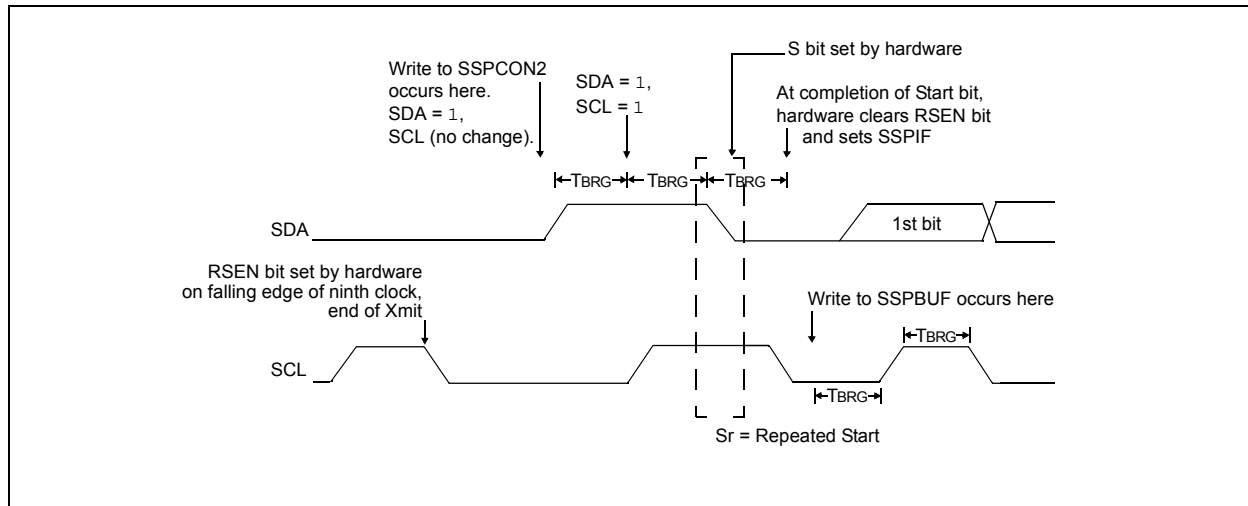 S bit set by hardware
Write to SSPCON2
occurs here.
SDA = 1,
SCL (no change).
SDA = 1,
SCL = 1
At completion of Start bit,
hardware clears RSEN bit
and sets SSPIF
TBRG
TBRG
TBRG
SDA
1st bit
RSEN bit set by hardware
on falling edge of ninth clock,
end of Xmit
Write to SSPBUF occurs here
TBRG
SCL
TBRG
Sr = Repeated Start